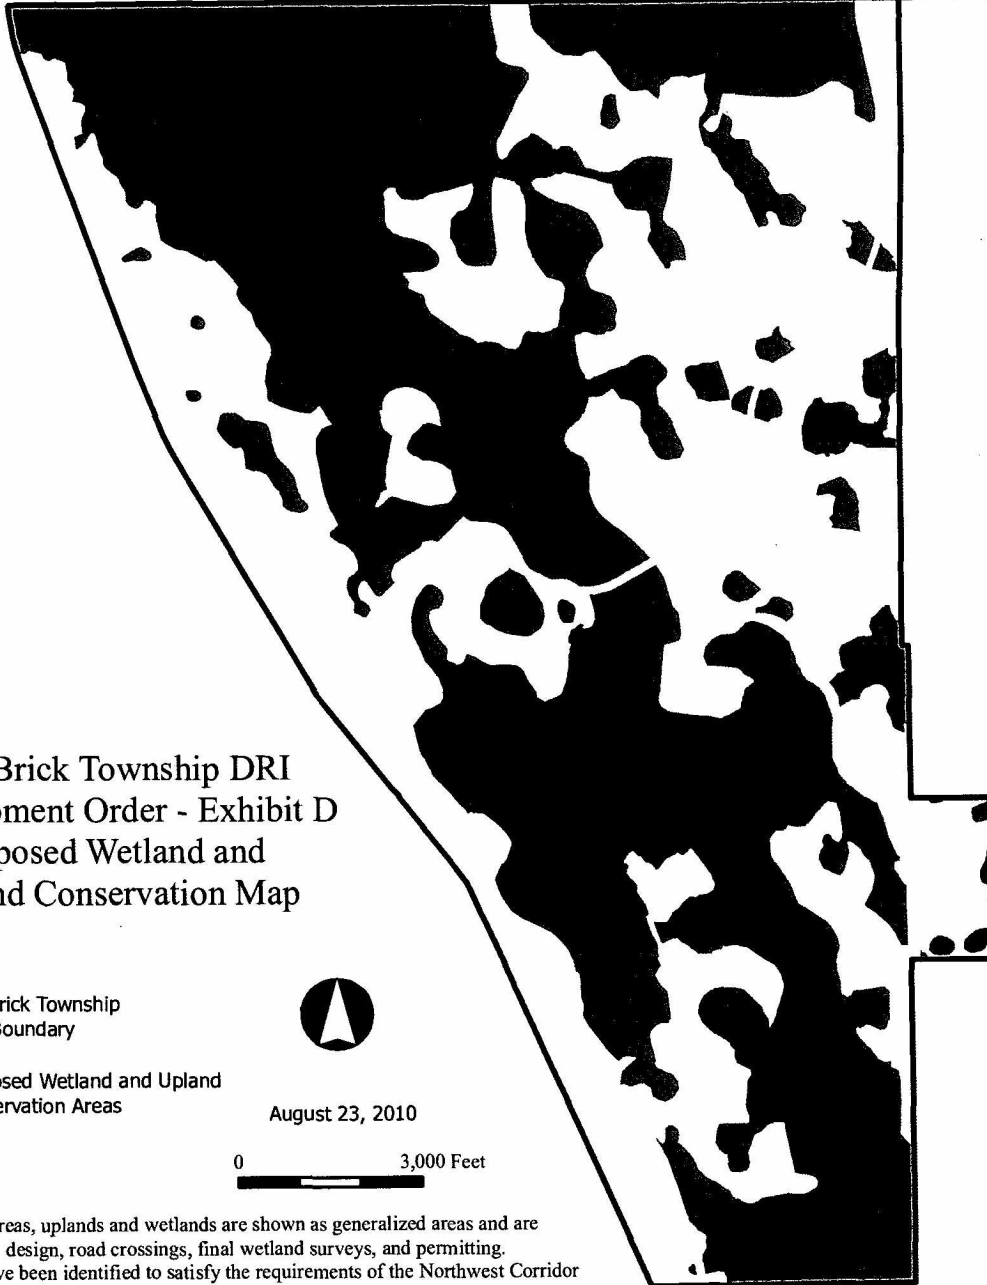 Brick Township DRI
ment Order - Exhibit D
posed Wetland and
nd Conservation Map
rick Township
Boundary
osed Wetland and Upland
ervation Areas
August 23, 2010
0 3,000 Feet
reas, uplands and wetlands are shown as generalized areas and are
design, road crossings, final wetland surveys, and permitting.
ve been identified to satisfy the requirements of the Northwest Corridor